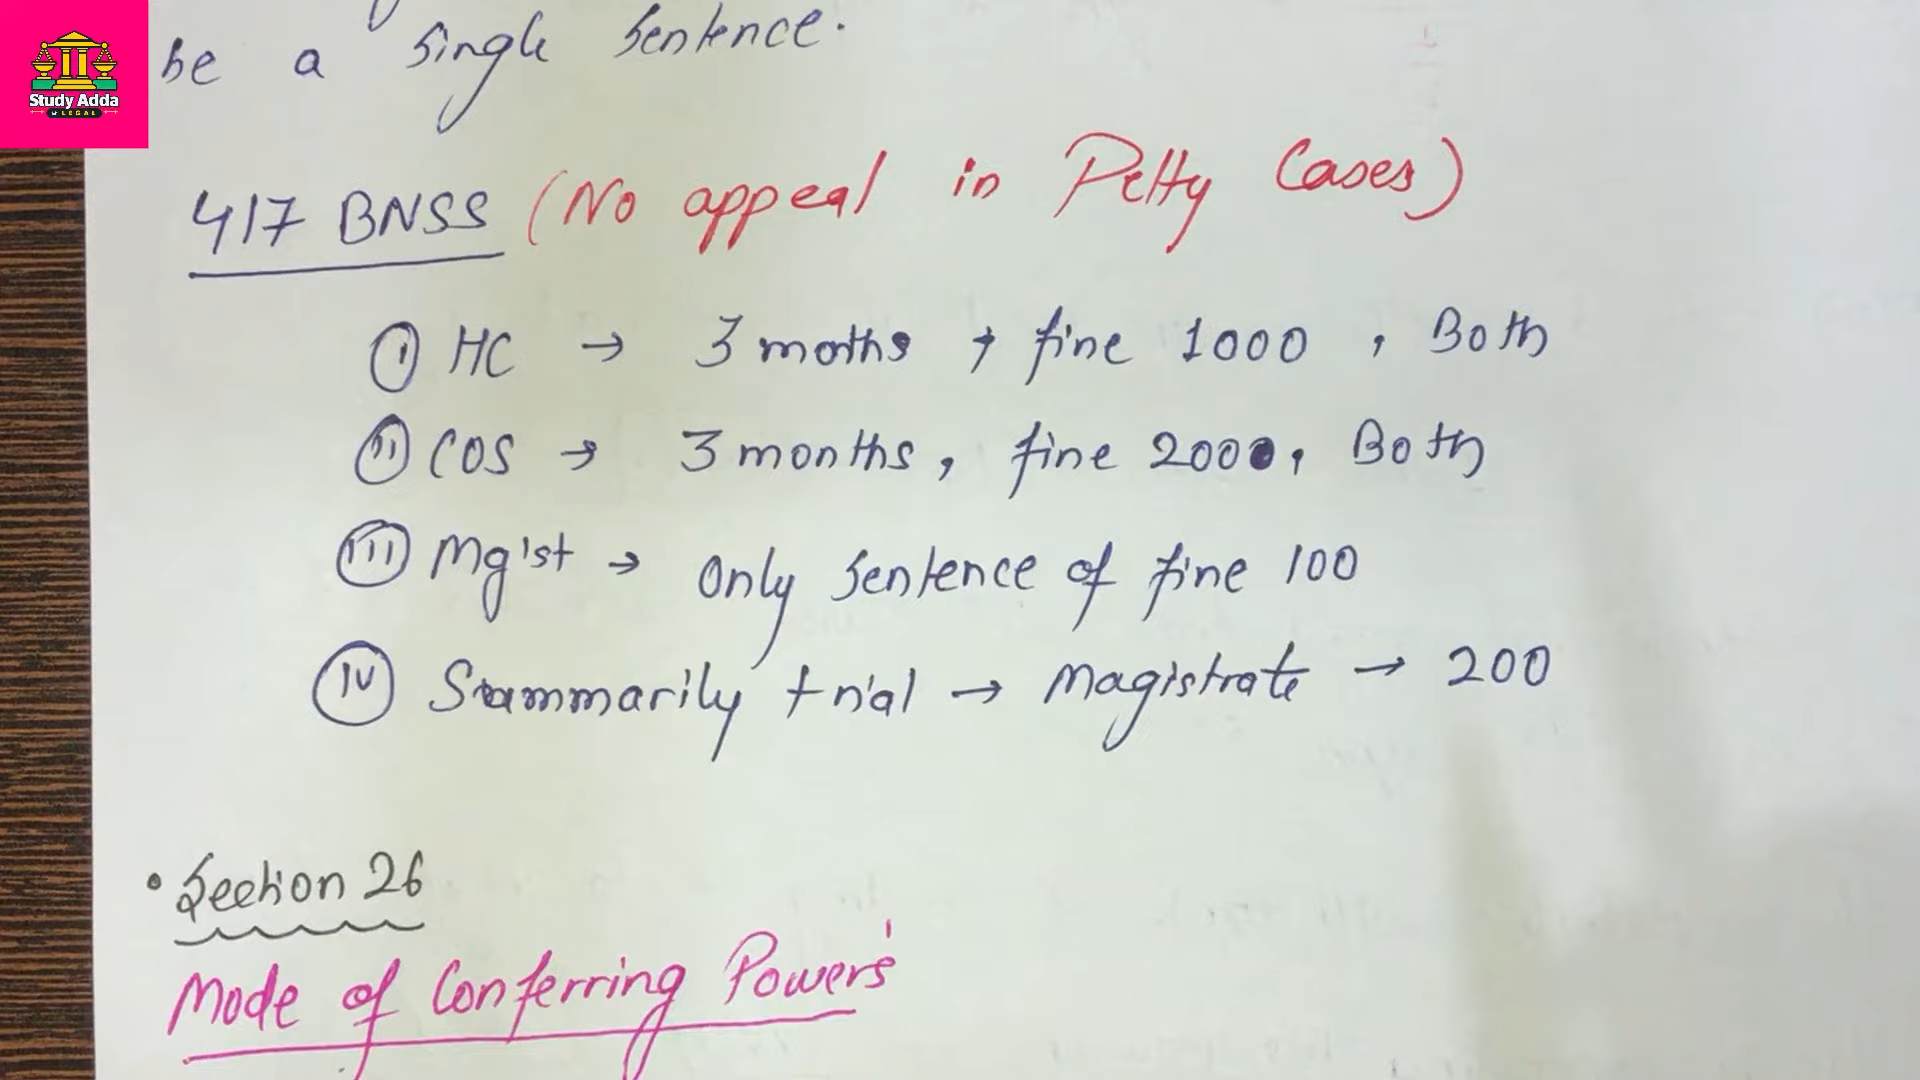 Study Adda
LEGAL
be a single sentence.
417 BNSS (No appeal in Petty Cases)
(i) HC → 3 moths , fine 1000 , Both
(ii) COS → 3 months, fine 2000, Both
(iii) Mg'st → Only sentence of fine 100
(iv) Summarily trial → Magistrate → 200
• Section 26
Mode of Conferring Powers